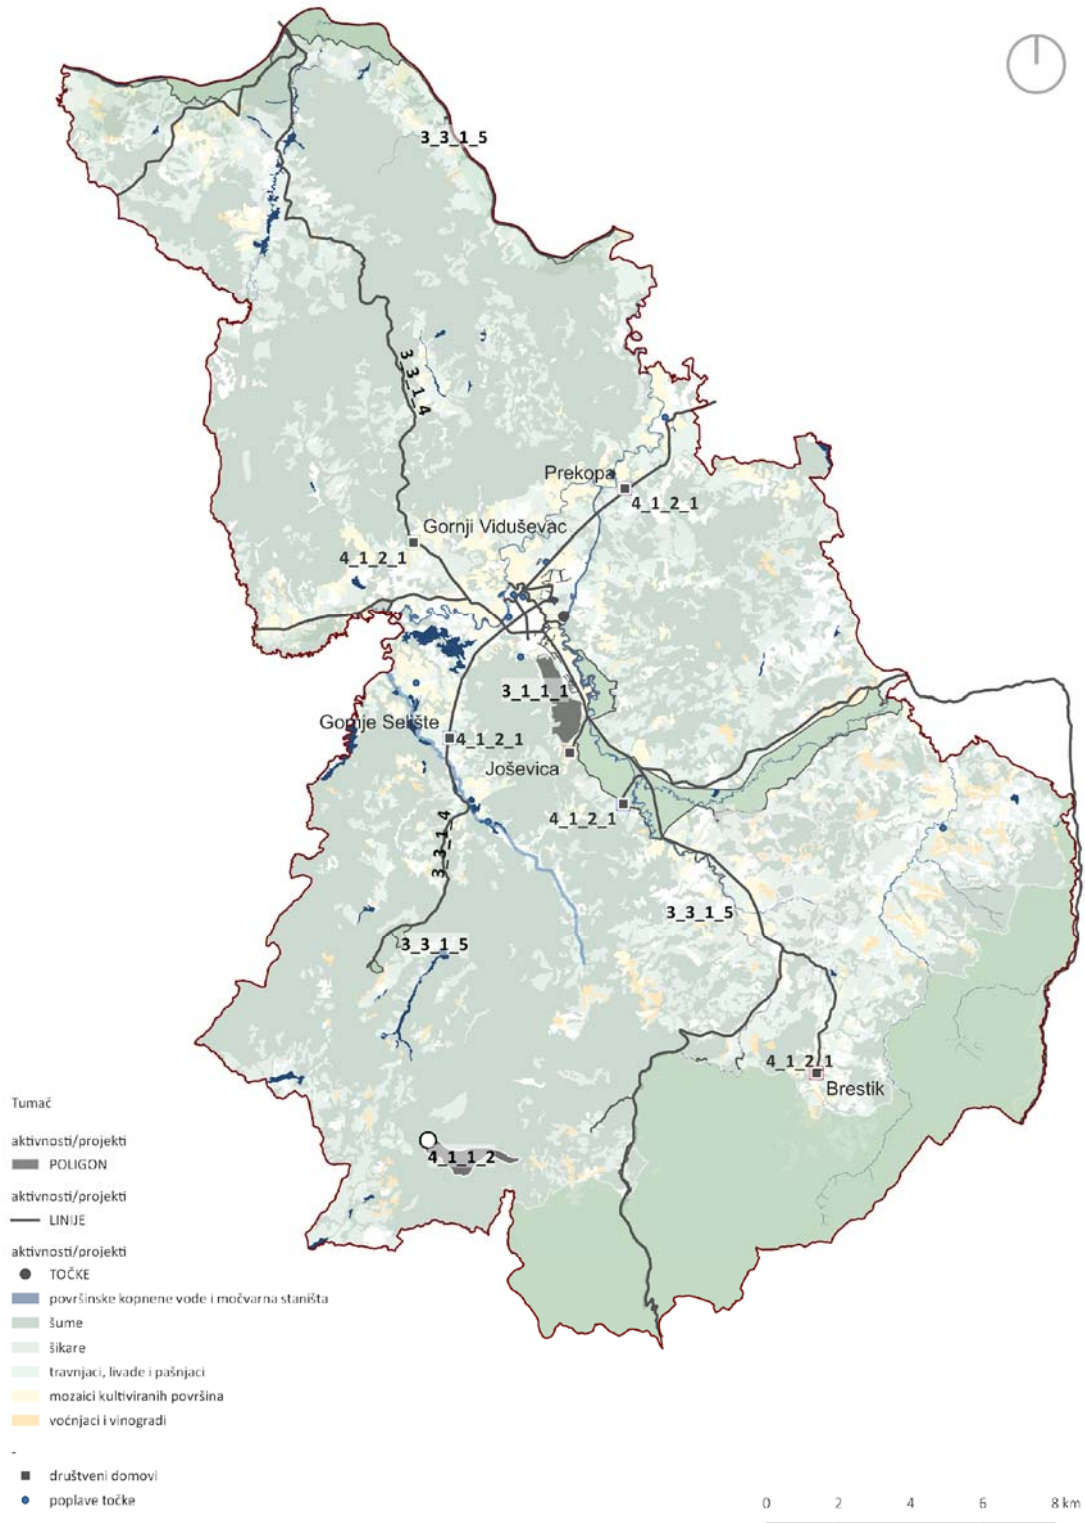 3_3_1_5
3_3_1_4
Prekopa
4_1_2_1
Gornji Viduševac
4_1_2_1
3_1_1_1
Gornje Selište
4_1_2_1
Joševica
4_1_2_1
3_3_1_4
3_3_1_5
3_3_1_5
4_1_2_1
Brestik
4_1_1_2
Tumač
aktivnosti/projekti
POLIGON
aktivnosti/projekti
LINIJE
aktivnosti/projekti
TOČKE
površinske kopnene vode i močvarna staništa
šume
šikare
travnjaci, livade i pašnjaci
mozaici kultiviranih površina
voćnjaci i vinogradi
-
društveni domovi
poplave točke
0 2 4 6 8 km